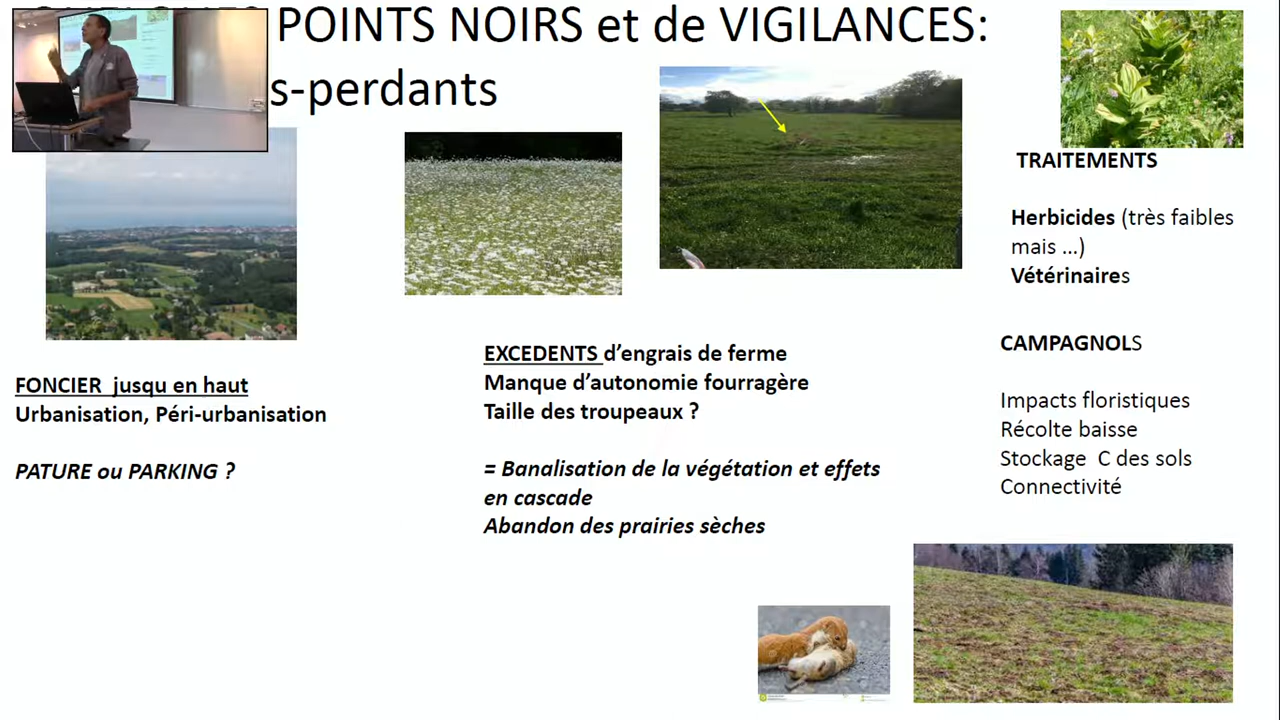 POINTS NOIRS et de VIGILANCES:
s-perdants
TRAITEMENTS
Herbicides (très faibles
mais ...)
Vétérinaires
CAMPAGNOLS
Impacts floristiques
Récolte baisse
Stockage C des sols
Connectivité
EXCEDENTS d'engrais de ferme
Manque d'autonomie fourragère
Taille des troupeaux ?
= Banalisation de la végétation et effets
en cascade
Abandon des prairies sèches
FONCIER jusqu en haut
Urbanisation, Péri-urbanisation
PATURE ou PARKING ?